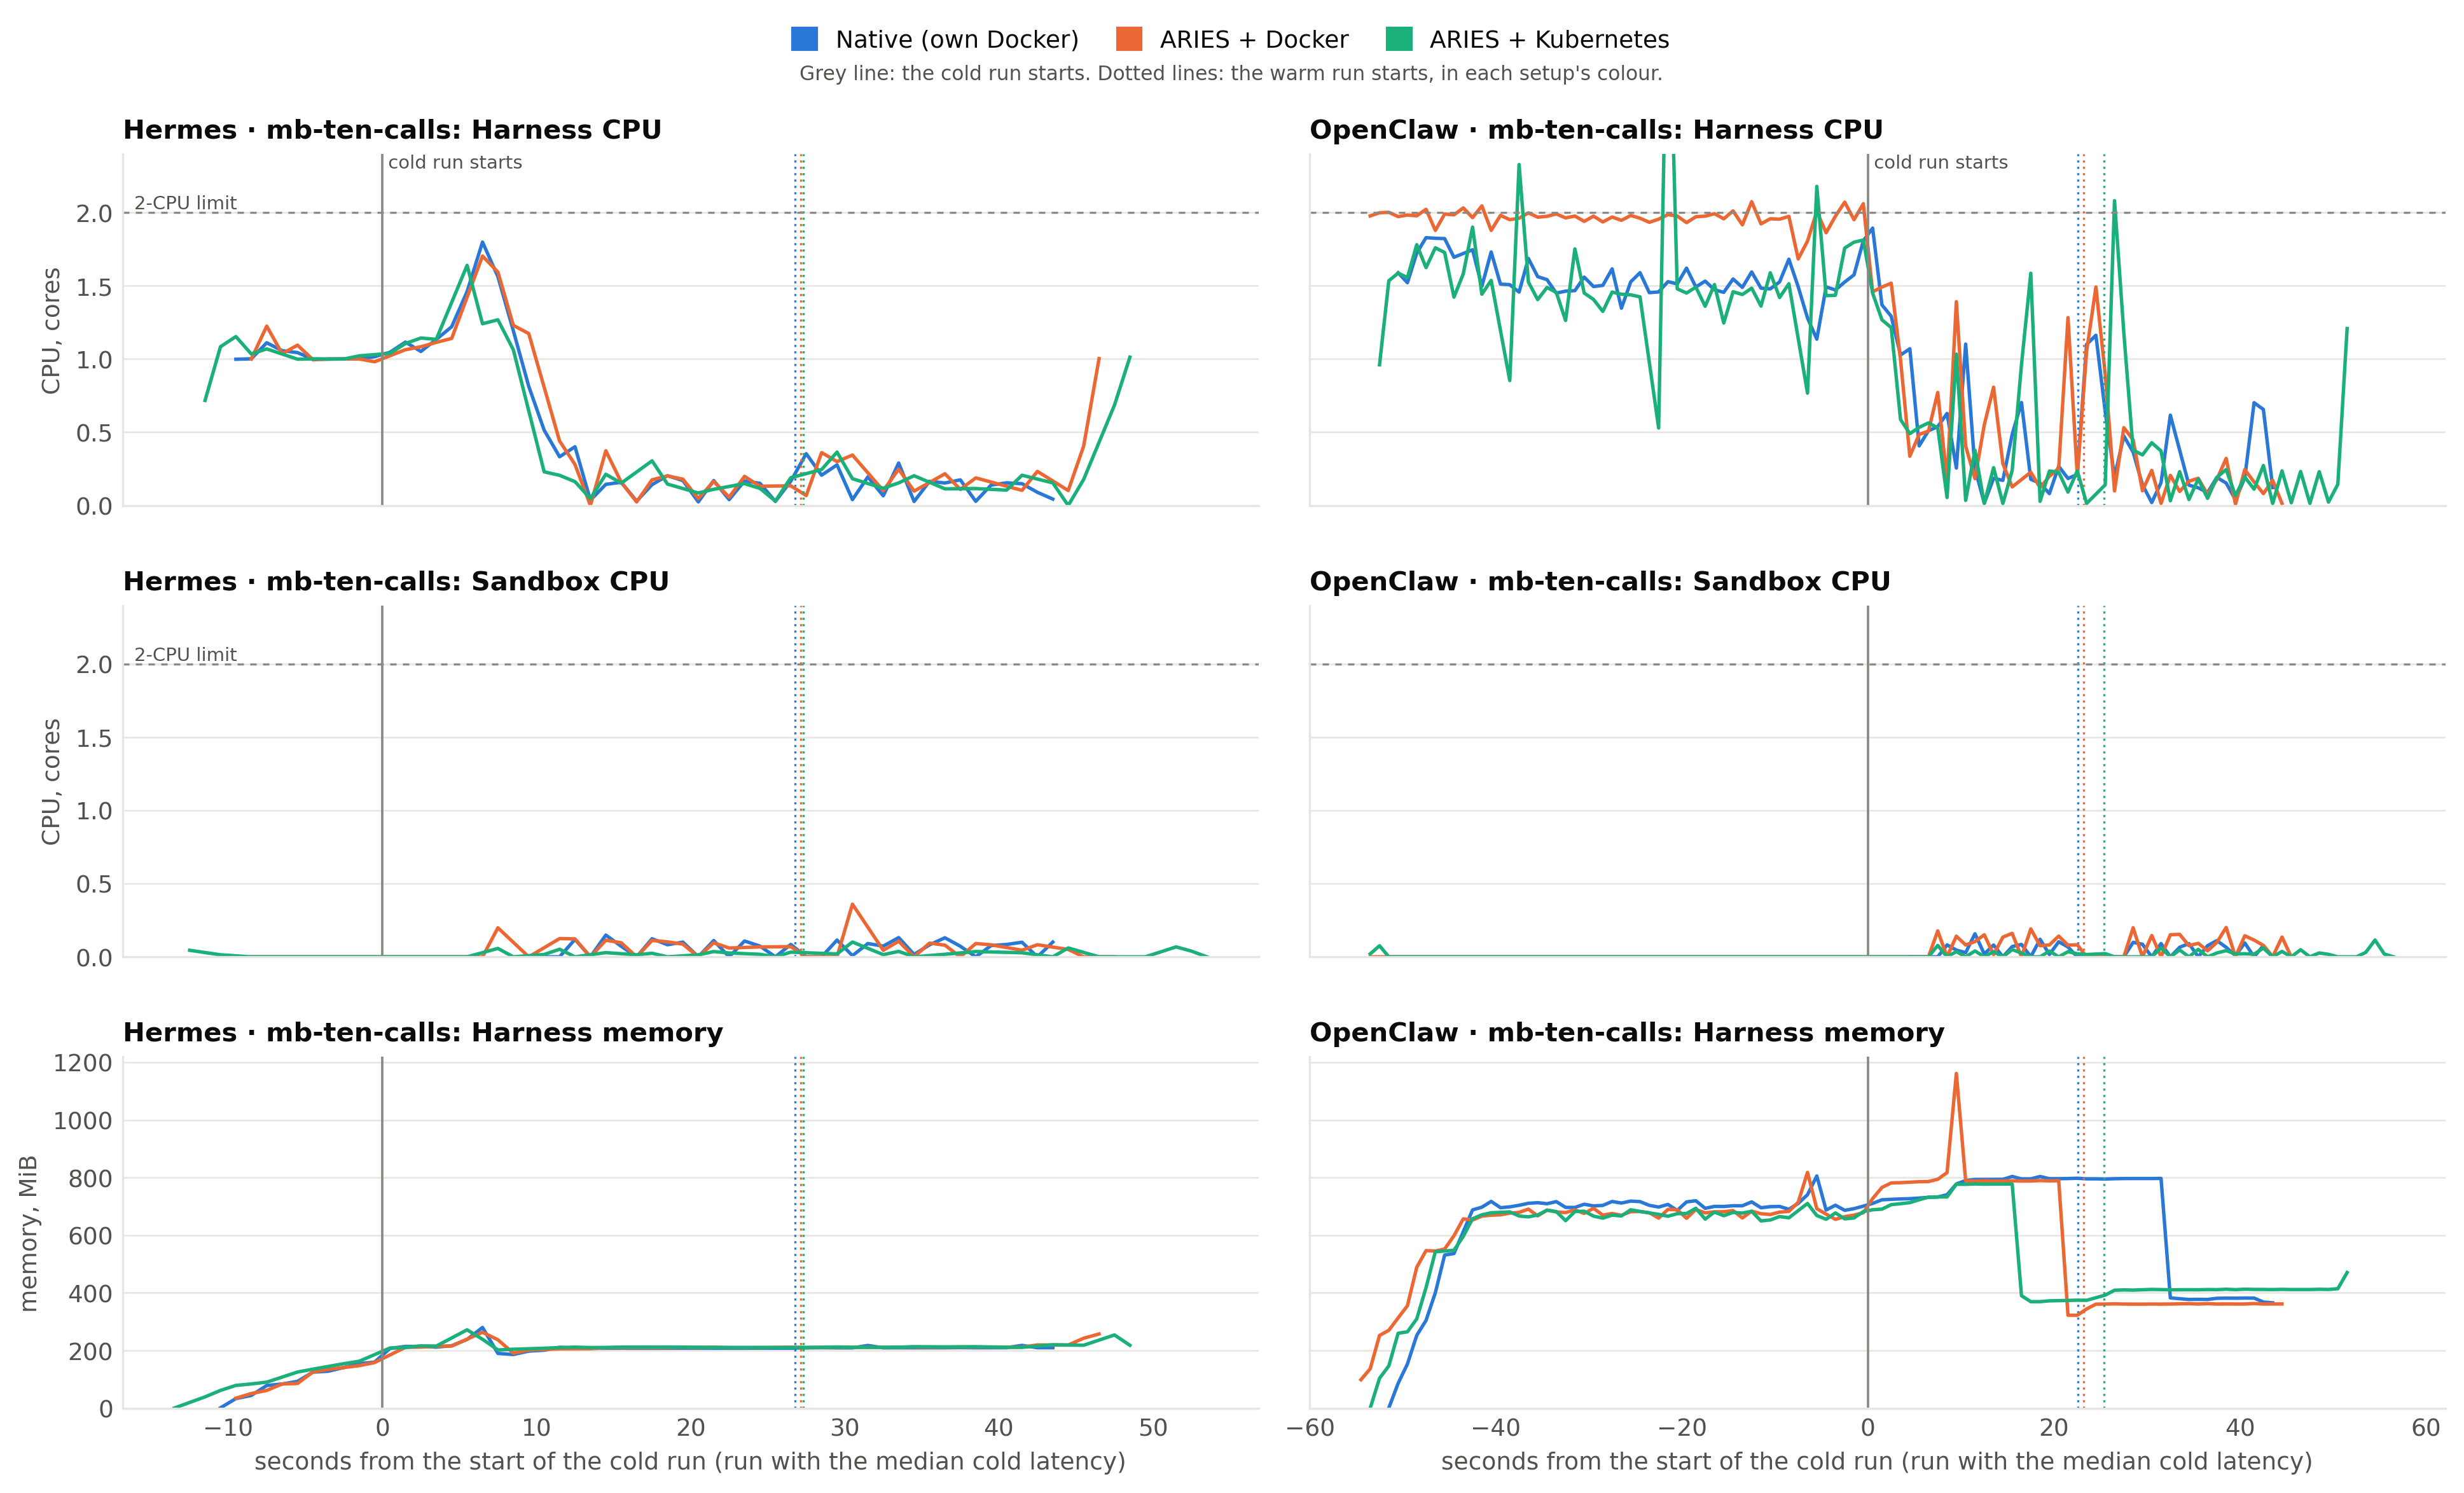 Native (own Docker) ARIES + Docker ARIES + Kubernetes
Grey line: the cold run starts. Dotted lines: the warm run starts, in each setup's colour.
Hermes · mb-ten-calls: Harness CPU
cold run starts
2-CPU limit
CPU, cores
2.0
1.5
1.0
0.5
0.0
OpenClaw · mb-ten-calls: Harness CPU
cold run starts
Hermes · mb-ten-calls: Sandbox CPU
2-CPU limit
CPU, cores
2.0
1.5
1.0
0.5
0.0
OpenClaw · mb-ten-calls: Sandbox CPU
Hermes · mb-ten-calls: Harness memory
memory, MiB
1200
1000
800
600
400
200
0
−10 0 10 20 30 40 50
seconds from the start of the cold run (run with the median cold latency)
OpenClaw · mb-ten-calls: Harness memory
−60 −40 −20 0 20 40 60
seconds from the start of the cold run (run with the median cold latency)